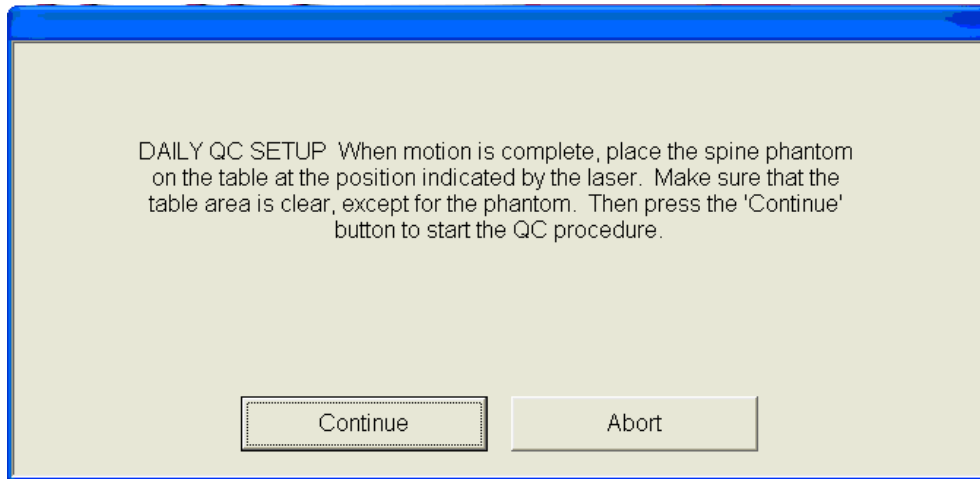 DAILY QC SETUP  When motion is complete, place the spine phantom
on the table at the position indicated by the laser.  Make sure that the
table area is clear, except for the phantom.  Then press the 'Continue'
button to start the QC procedure.
Continue
Abort